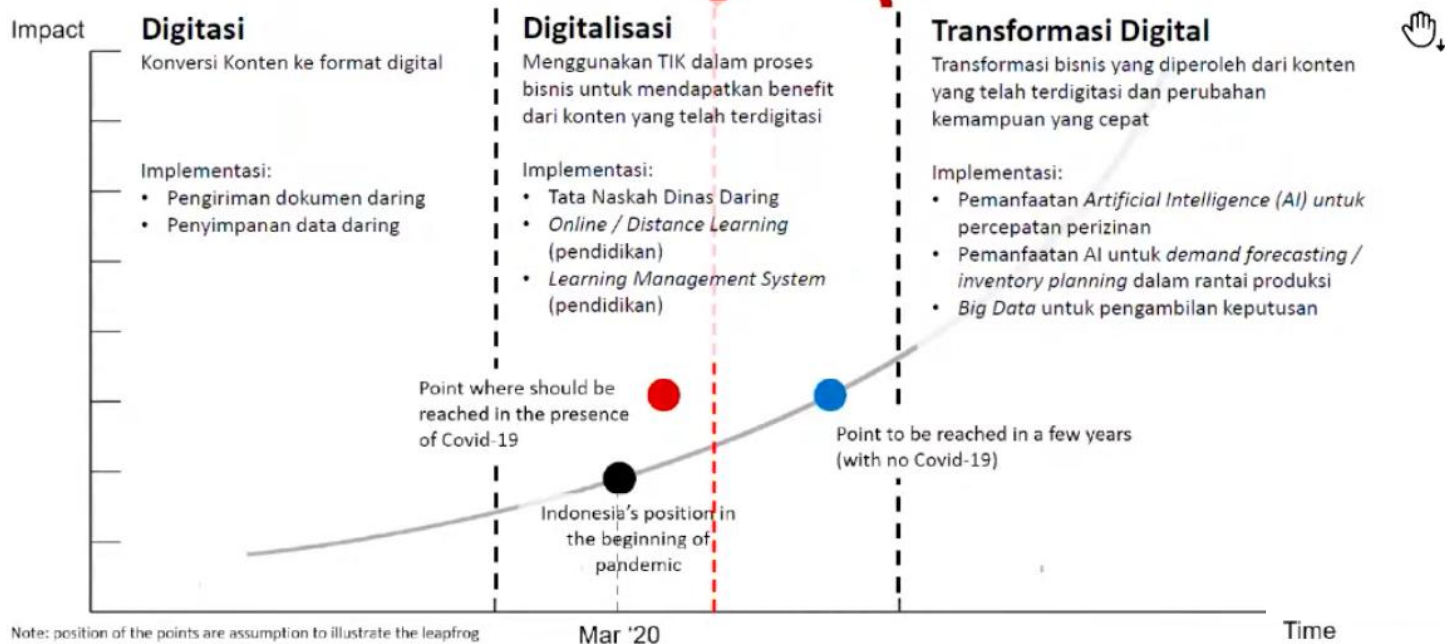 Impact
Digitasi
Konversi Konten ke format digital
Implementasi:
• Pengiriman dokumen daring
• Penyimpanan data daring
Digitalisasi
Menggunakan TIK dalam proses
bisnis untuk mendapatkan benefit
dari konten yang telah terdigitasi
Implementasi:
• Tata Naskah Dinas Daring
• Online / Distance Learning
(pendidikan)
• Learning Management System
(pendidikan)
Transformasi Digital
Transformasi bisnis yang diperoleh dari konten
yang telah terdigitasi dan perubahan
kemampuan yang cepat
Implementasi:
• Pemanfaatan Artificial Intelligence (AI) untuk
percepatan perizinan
• Pemanfaatan AI untuk demand forecasting /
inventory planning dalam rantai produksi
• Big Data untuk pengambilan keputusan
Point where should be
reached in the presence
of Covid-19
Point to be reached in a few years
(with no Covid-19)
Indonesia's position in
the beginning of
pandemic
Note: position of the points are assumption to illustrate the leapfrog
Mar '20
Time